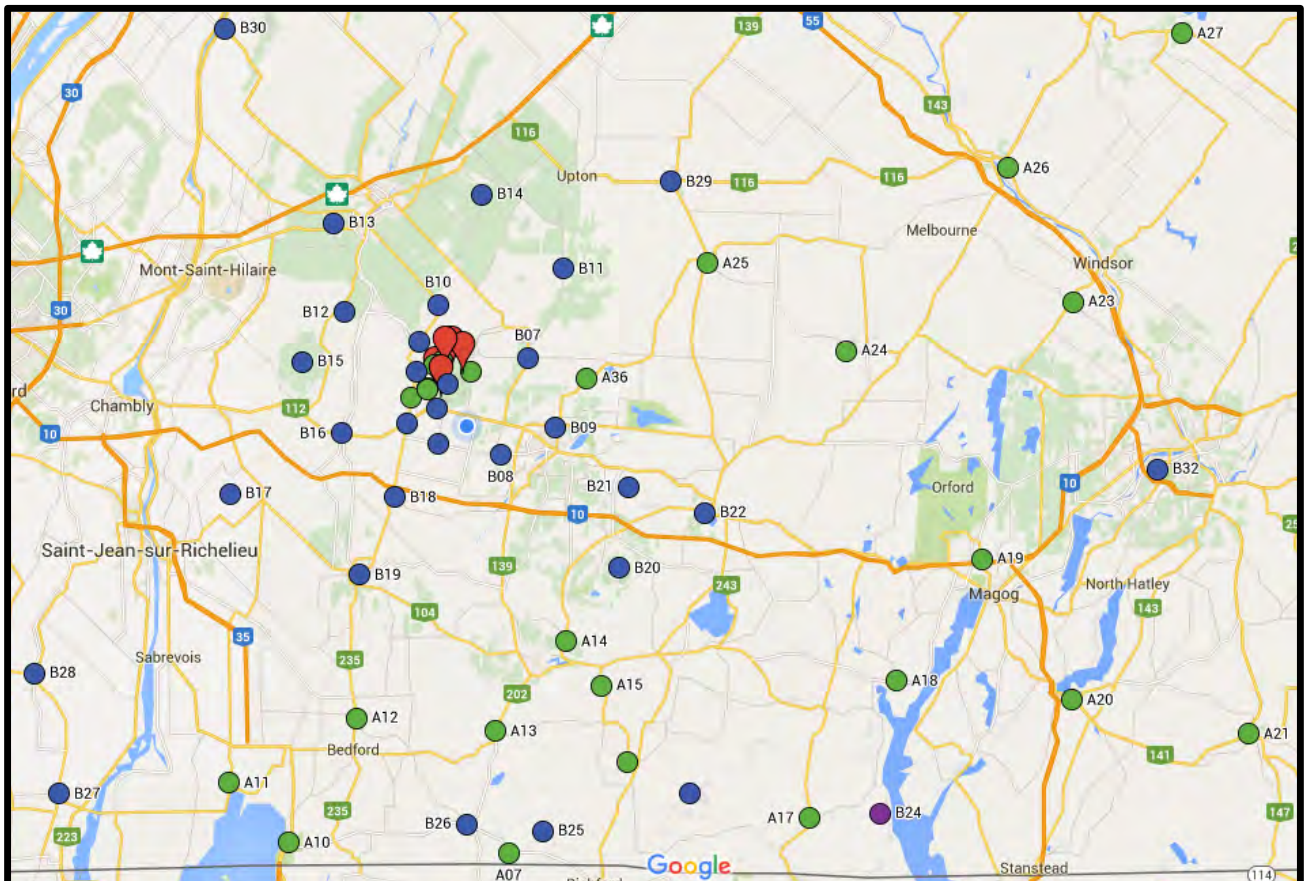 B30
139
55
A27
30
143
116
Upton
B29
116
116
A26
B14
B13
Melbourne
Mont-Saint-Hilaire
B11
A25
Windsor
B10
30
B12
A23
B07
B15
A24
A36
rd
Chambly
112
10
B16
B09
B08
B21
B32
10
Orford
B17
B18
10
B22
Saint-Jean-sur-Richelieu
B19
139
B20
243
A19
Magog
North Hatley
104
143
35
A14
235
Sabrevois
B28
A15
A18
202
A20
A12
A13
Bedford
A21
141
A11
B27
235
A17
B24
147
223
B26
B25
A10
Google
A07
Stanstead
114